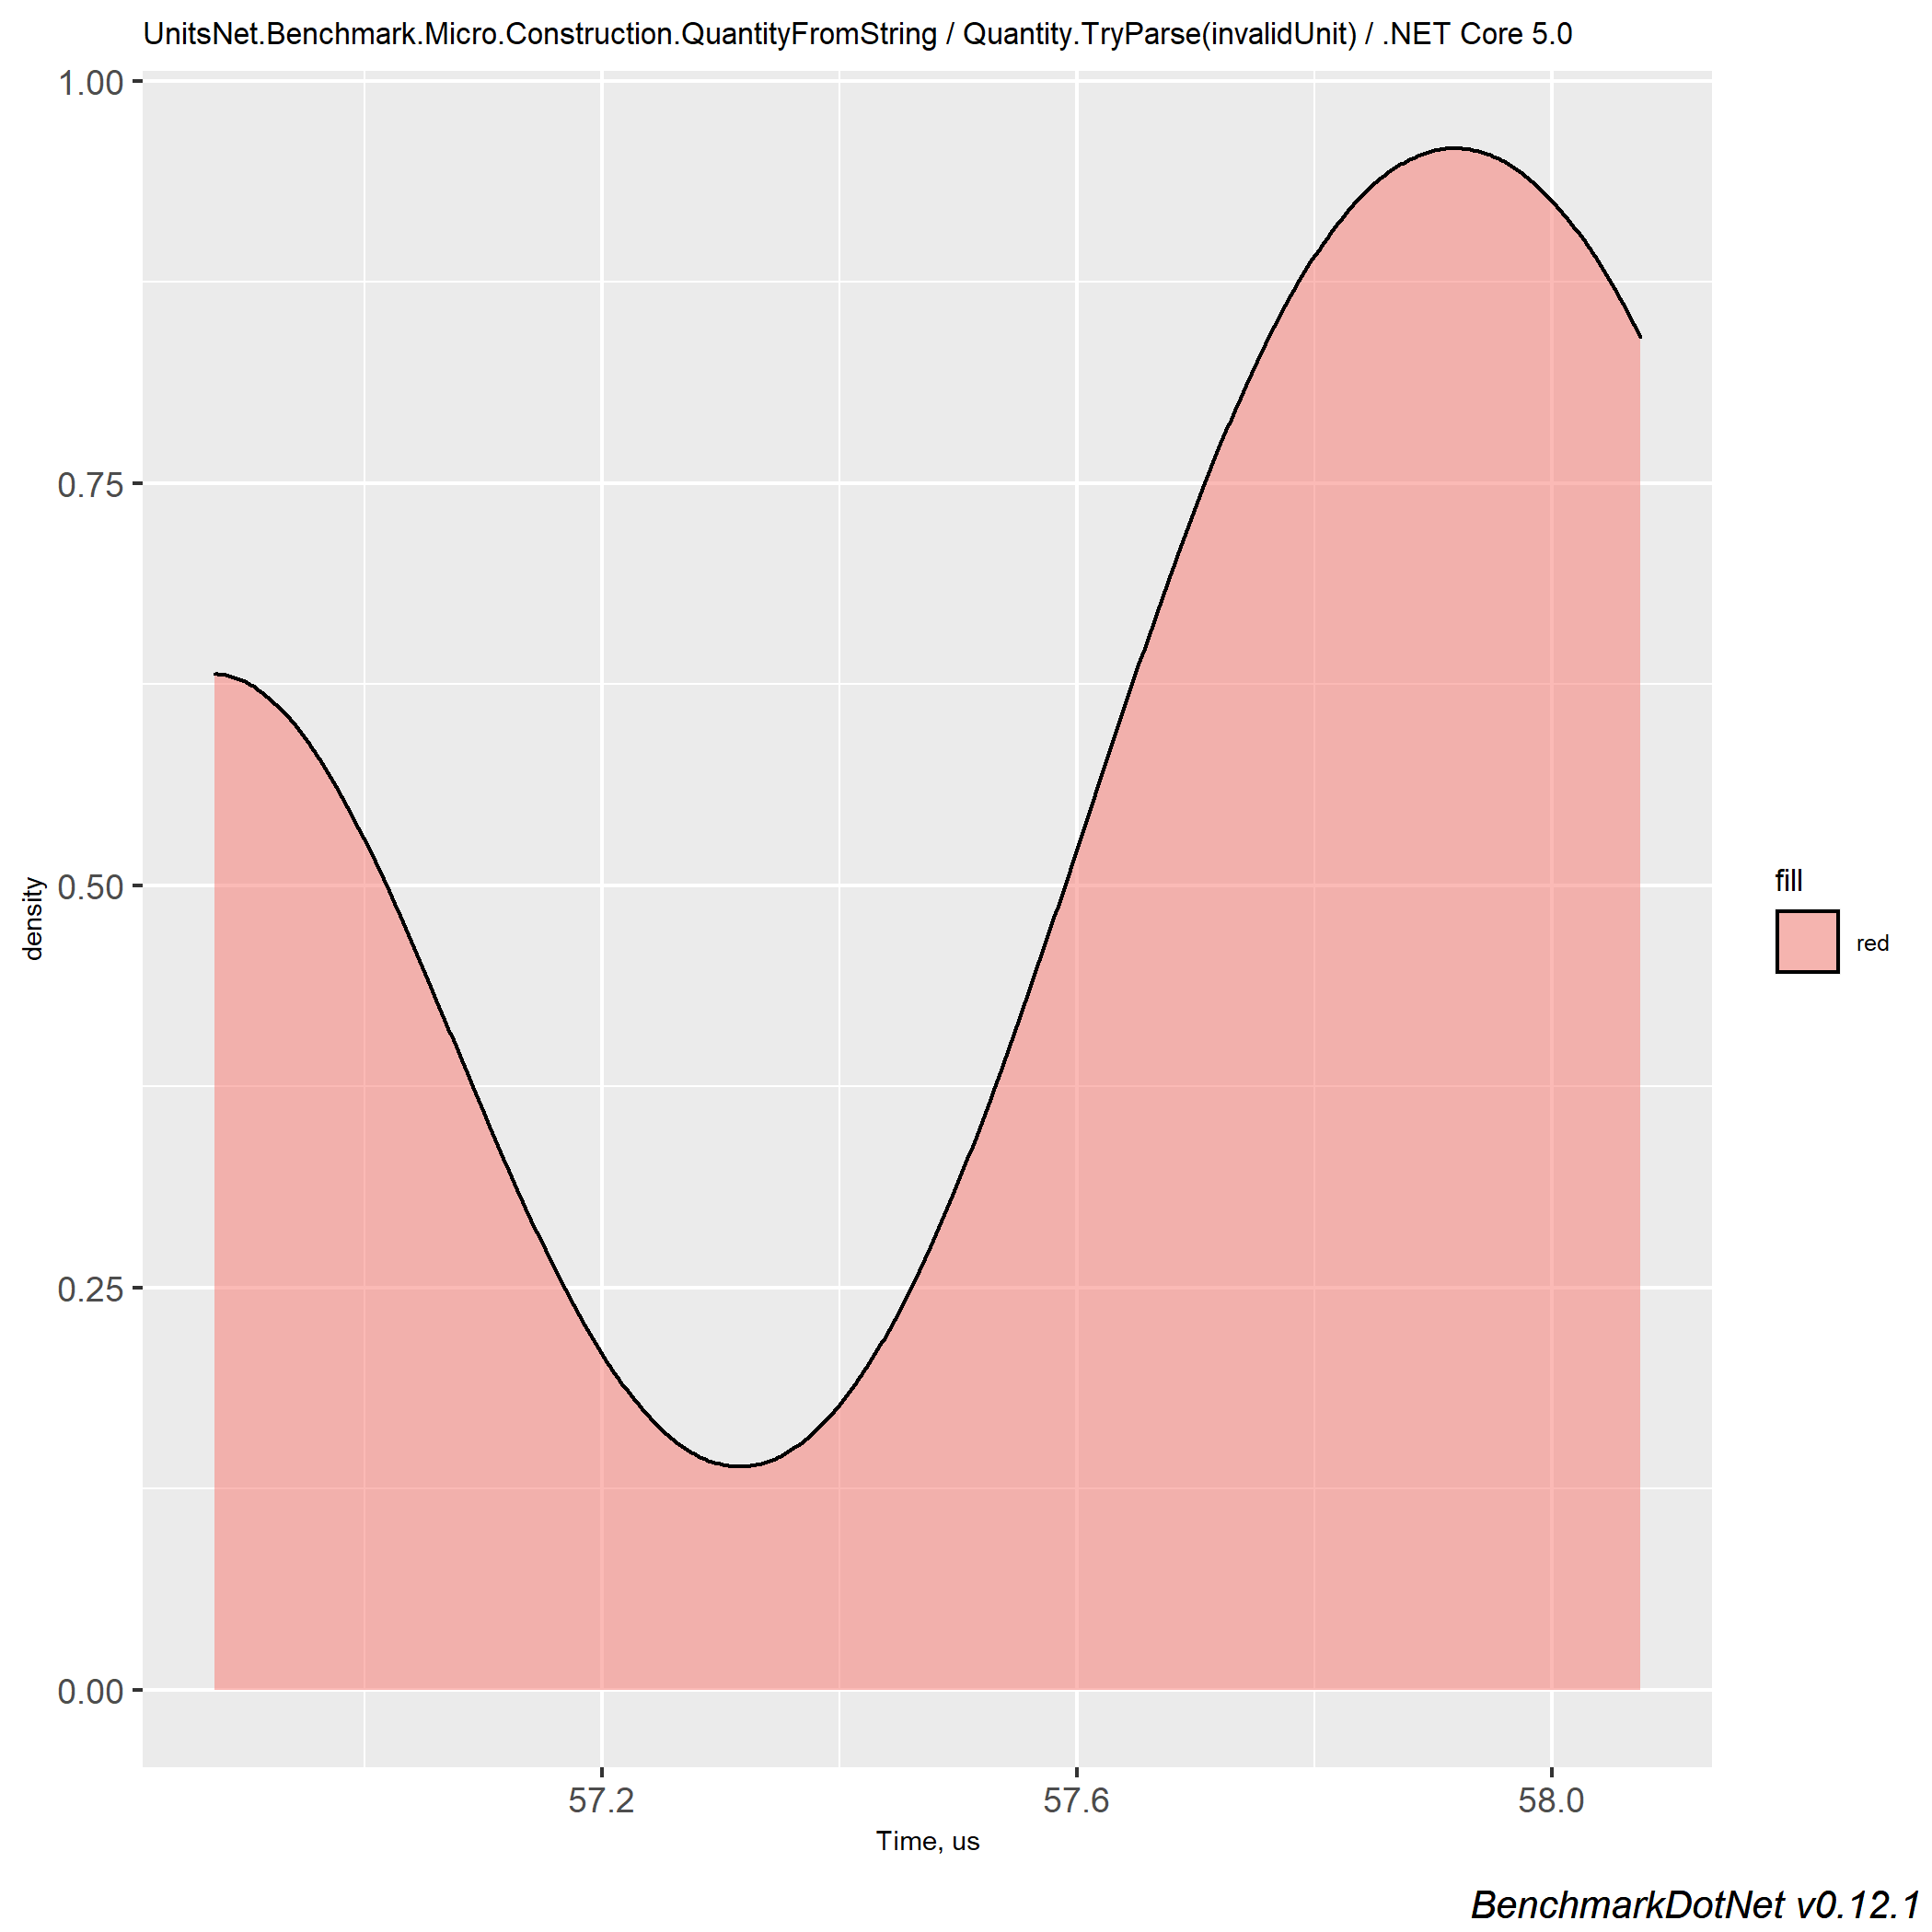 UnitsNet.Benchmark.Micro.Construction.QuantityFromString / Quantity.TryParse(invalidUnit) / .NET Core 5.0
1.00
0.75
0.50
0.25
0.00
density
57.2 57.6 58.0
Time, us
fill
red
BenchmarkDotNet v0.12.1